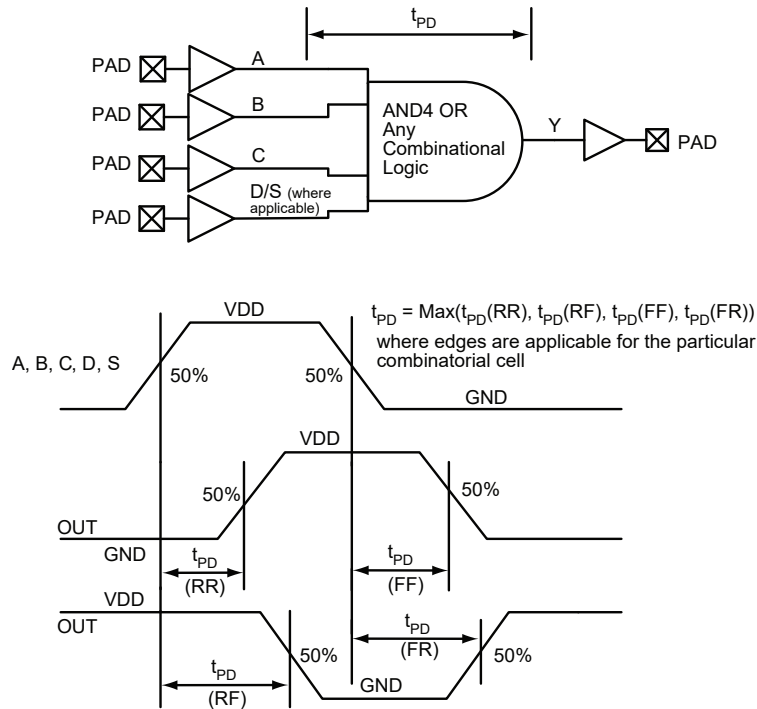 tPD
PAD
A
PAD
B
PAD
C
PAD
D/S (where
applicable)
AND4 OR
Any
Combinational
Logic
Y
PAD
tPD = Max(tPD(RR), tPD(RF), tPD(FF), tPD(FR))
where edges are applicable for the particular
combinatorial cell
VDD
A, B, C, D, S
50%
50%
GND
VDD
50%
50%
OUT
GND
tPD
(RR)
tPD
(FF)
VDD
OUT
tPD
(FR)
50%
50%
tPD
(RF)
GND